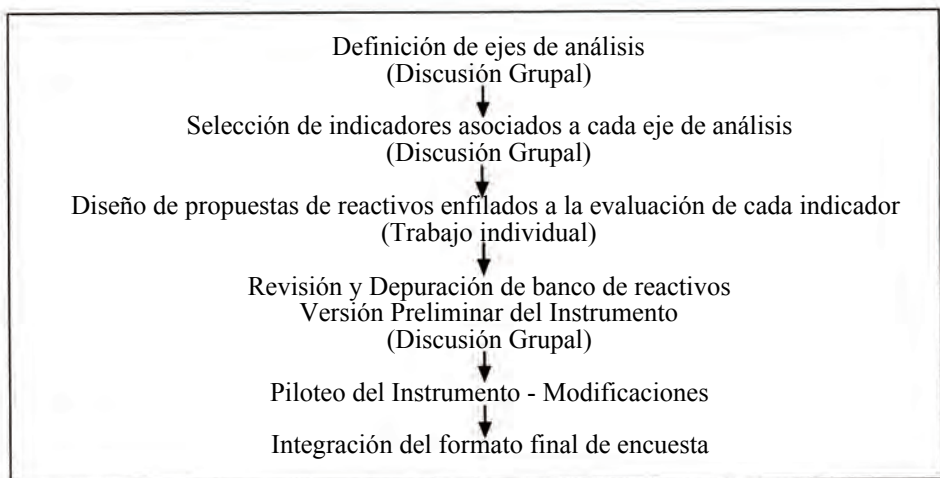 Definición de ejes de análisis
(Discusión Grupal)
Selección de indicadores asociados a cada eje de análisis
(Discusión Grupal)
Diseño de propuestas de reactivos enfilados a la evaluación de cada indicador
(Trabajo individual)
Revisión y Depuración de banco de reactivos
Versión Preliminar del Instrumento
(Discusión Grupal)
Piloteo del Instrumento - Modificaciones
Integración del formato final de encuesta